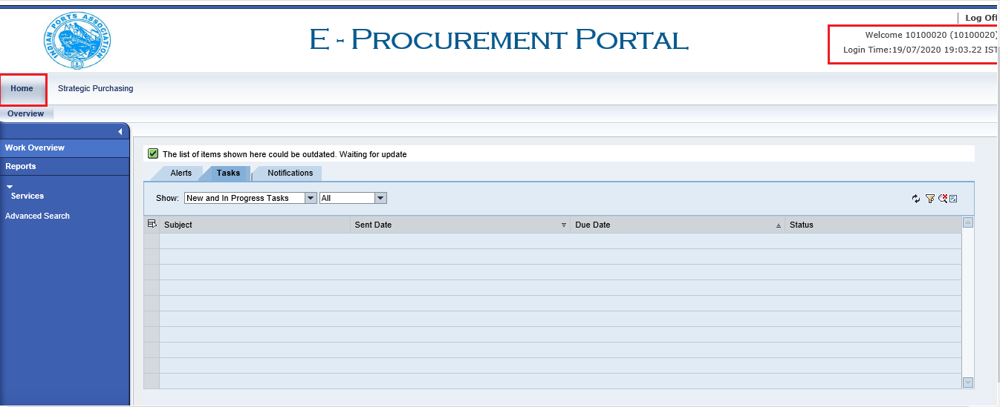 Log Off
INDIAN PORTS ASSOCIATION
E - PROCUREMENT PORTAL
Welcome 10100020 (10100020)
Login Time:19/07/2020 19:03.22 IST
Home
Strategic Purchasing
Overview
Work Overview
Reports
Services
Advanced Search
The list of items shown here could be outdated. Waiting for update
Alerts
Tasks
Notifications
Show:
New and In Progress Tasks
All
Subject
Sent Date
Due Date
Status